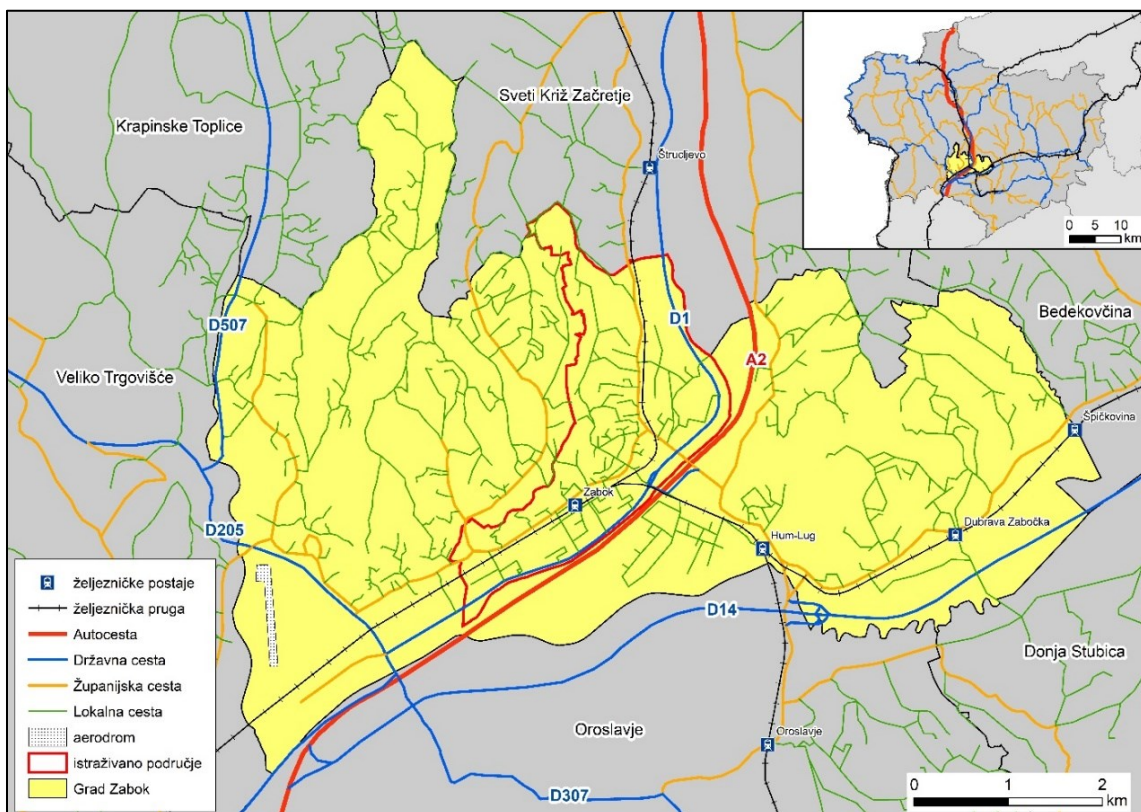 Krapinske Toplice
Sveti Križ Začretje
Štrucljevo
0 5 10
km
D507
D1
A2
Bedekovčina
Veliko Trgovišće
Špičkovina
Zabok
D205
Hum-Lug
Dubrava Zabočka
D14
Donja Stubica
Oroslavje
Oroslavje
D307
željezničke postaje
željeznička pruga
Autocesta
Državna cesta
Županijska cesta
Lokalna cesta
aerodrom
istraživano područje
Grad Zabok
0 1 2
km